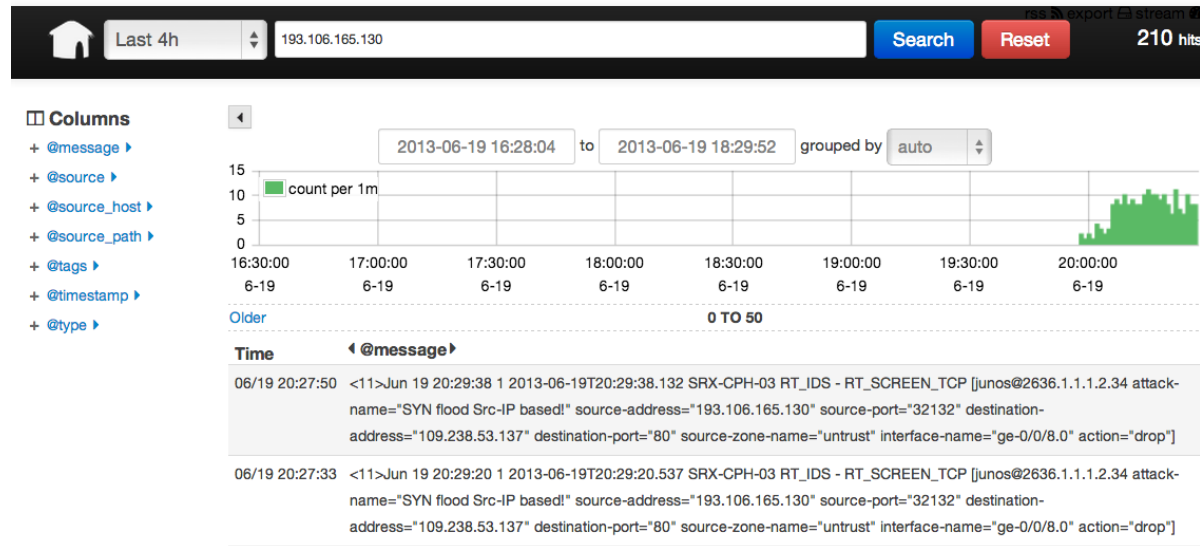 rss export stream
Last 4h
193.106.165.130
Search
Reset
210 hits
Columns
@message
@source
@source_host
@source_path
@tags
@timestamp
@type
2013-06-19 16:28:04 to 2013-06-19 18:29:52 grouped by auto
15
10
5
0
count per 1m
16:30:00 17:00:00 17:30:00 18:00:00 18:30:00 19:00:00 19:30:00 20:00:00
6-19 6-19 6-19 6-19 6-19 6-19 6-19 6-19
Older 0 TO 50
Time @message
06/19 20:27:50 <11>Jun 19 20:29:38 1 2013-06-19T20:29:38.132 SRX-CPH-03 RT_IDS - RT_SCREEN_TCP [junos@2636.1.1.1.2.34 attack-
name="SYN flood Src-IP based!" source-address="193.106.165.130" source-port="32132" destination-
address="109.238.53.137" destination-port="80" source-zone-name="untrust" interface-name="ge-0/0/8.0" action="drop"]
06/19 20:27:33 <11>Jun 19 20:29:20 1 2013-06-19T20:29:20.537 SRX-CPH-03 RT_IDS - RT_SCREEN_TCP [junos@2636.1.1.1.2.34 attack-
name="SYN flood Src-IP based!" source-address="193.106.165.130" source-port="32132" destination-
address="109.238.53.137" destination-port="80" source-zone-name="untrust" interface-name="ge-0/0/8.0" action="drop"]